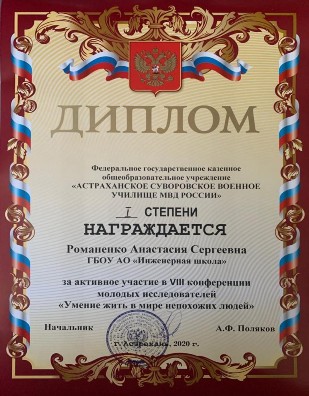 ДИПЛОМ
Федеральное государственное казенное
общеобразовательное учреждение
«АСТРАХАНСКОЕ СУВОРОВСКОЕ ВОЕННОЕ
УЧИЛИЩЕ МВД РОССИИ»
I СТЕПЕНИ
НАГРАЖДАЕТСЯ
Романенко Анастасия Сергеевна
ГБОУ АО «Инженерная школа»
за активное участие в VIII конференции
молодых исследователей
«Умение жить в мире непохожих людей»
Начальник А.Ф. Поляков
г. Астрахань, 2020 г.